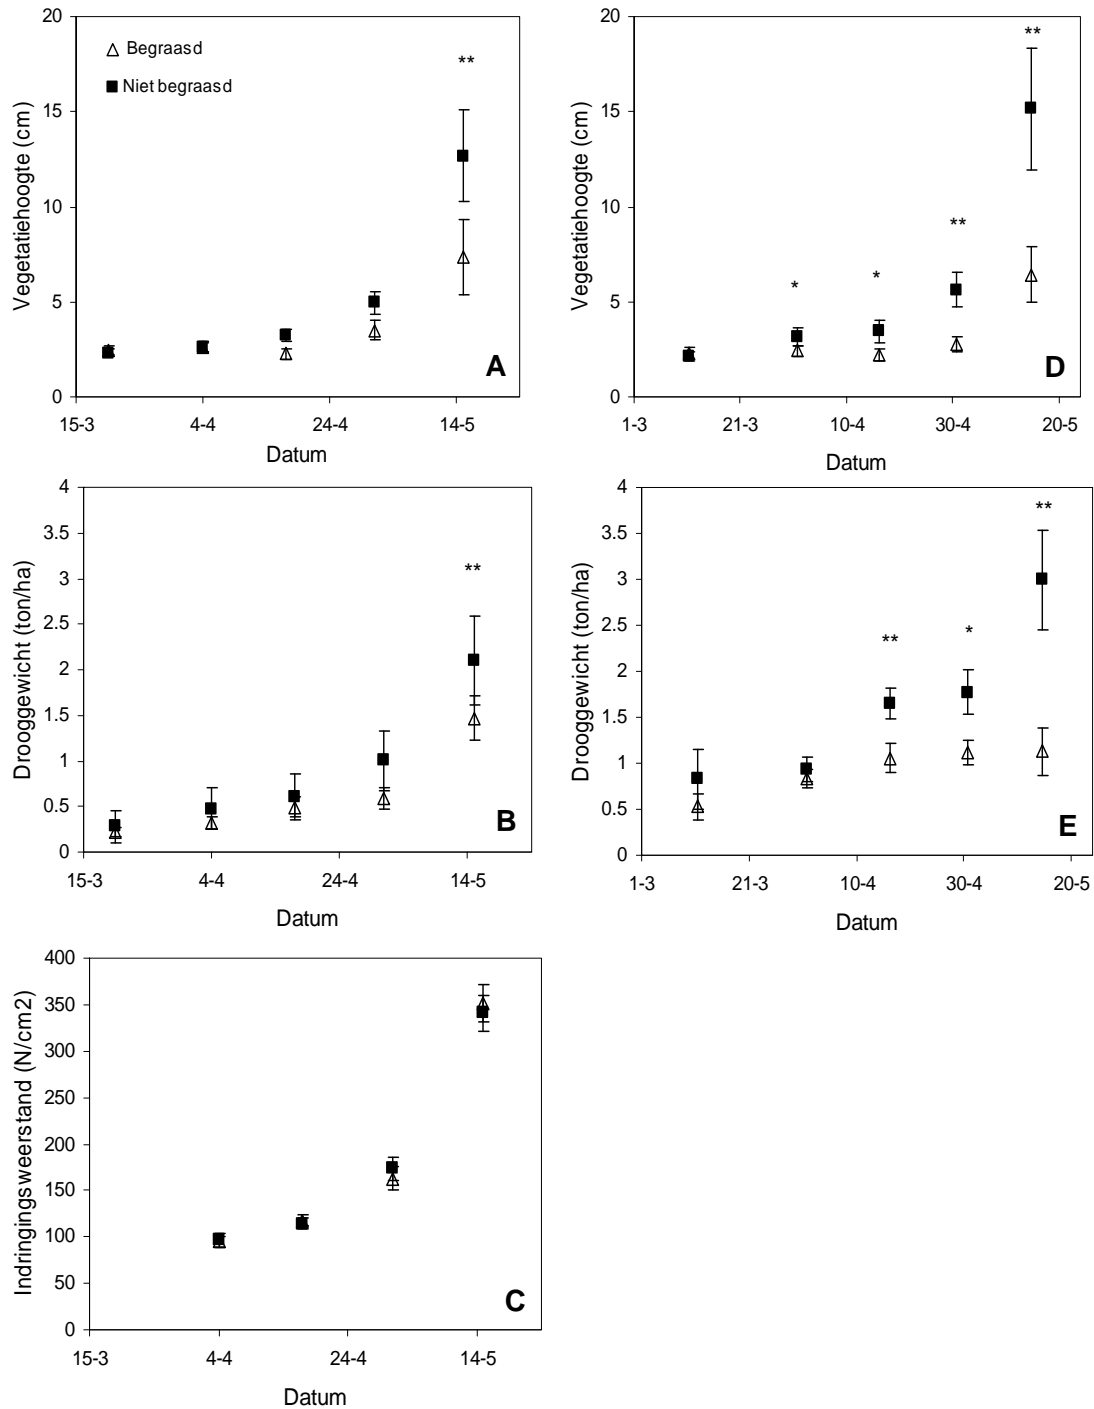 20
15
10
5
0
Vegetatiehoogte (cm)
Begraasd
Niet begraasd
**
A
15-3 4-4 24-4 14-5
Datum
20
15
10
5
0
Vegetatiehoogte (cm)
*
*
**
**
D
1-3 21-3 10-4 30-4 20-5
Datum
4
3.5
3
2.5
2
1.5
1
0.5
0
Drooggewicht (ton/ha)
**
B
15-3 4-4 24-4 14-5
Datum
4
3.5
3
2.5
2
1.5
1
0.5
0
Drooggewicht (ton/ha)
**
*
**
E
1-3 21-3 10-4 30-4 20-5
Datum
400
350
300
250
200
150
100
50
0
Indringingsweerstand (N/cm2)
C
15-3 4-4 24-4 14-5
Datum